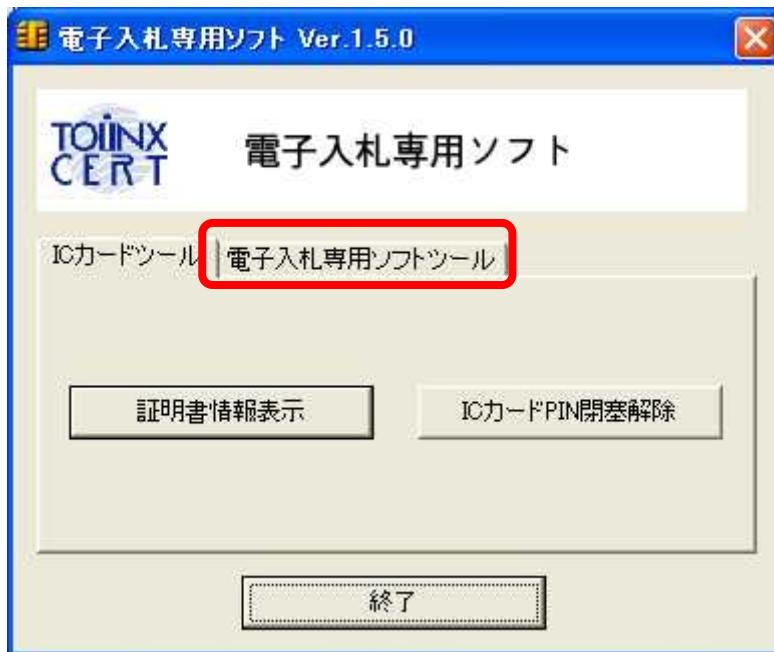 電子入札専用ソフト Ver.1.5.0
TOiNX
CERT
電子入札専用ソフト
ICカードツール
電子入札専用ソフトツール
証明書情報表示
ICカードPIN閉塞解除
終了